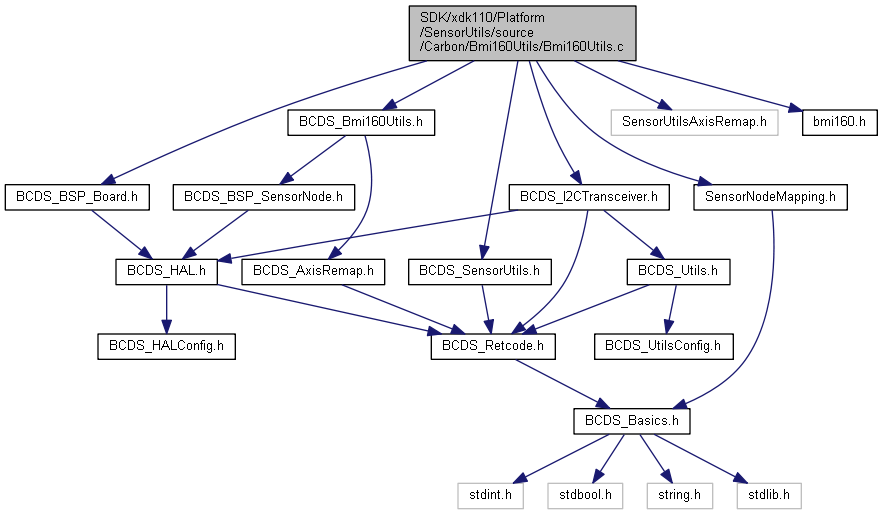 SDK/xdk110/Platform
/SensorUtils/source
/Carbon/Bmi160Utils/Bmi160Utils.c
BCDS_Bmi160Utils.h
SensorUtilsAxisRemap.h
bmi160.h
BCDS_BSP_Board.h
BCDS_BSP_SensorNode.h
BCDS_I2CTransceiver.h
SensorNodeMapping.h
BCDS_HAL.h
BCDS_AxisRemap.h
BCDS_SensorUtils.h
BCDS_Utils.h
BCDS_HALConfig.h
BCDS_Retcode.h
BCDS_UtilsConfig.h
BCDS_Basics.h
stdint.h
stdbool.h
string.h
stdlib.h